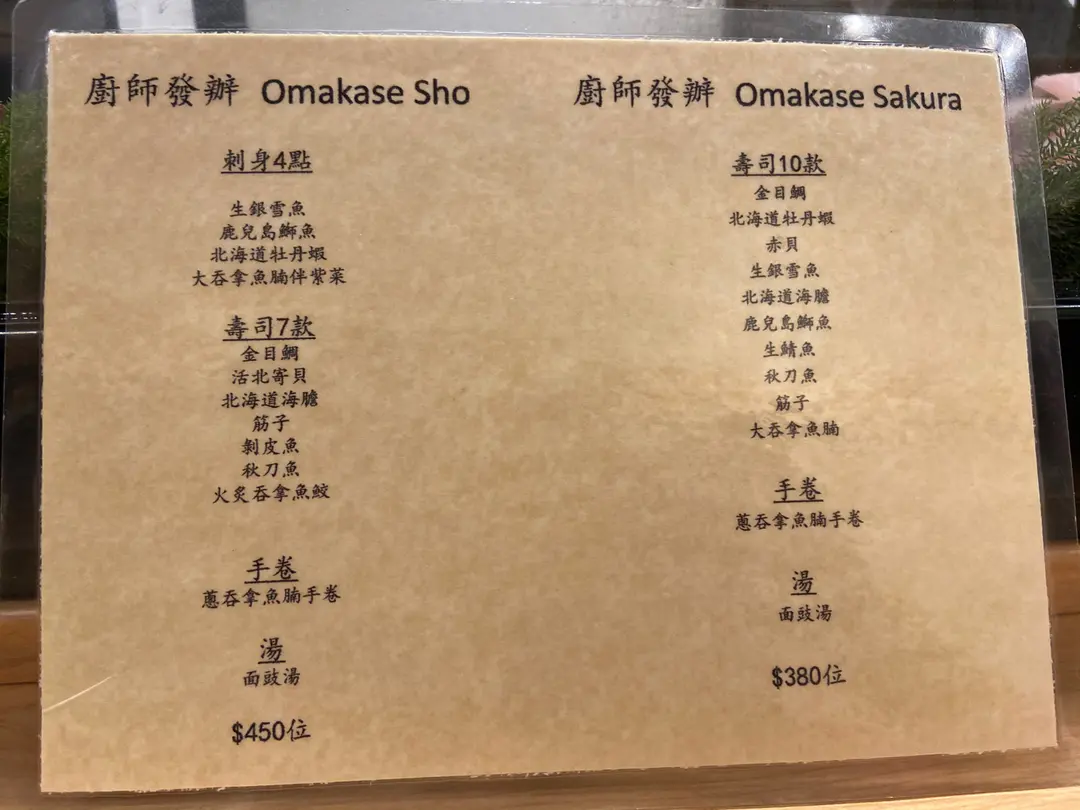 廚師發辦 Omakase Sho
刺身4點
生銀雪魚
鹿兒島鰤魚
北海道牡丹蝦
大吞拿魚腩伴紫菜
壽司7款
金目鯛
活北寄貝
北海道海膽
筋子
剝皮魚
秋刀魚
火炙吞拿魚鮫
手卷
蔥吞拿魚腩手卷
湯
面豉湯
$450位
廚師發辦 Omakase Sakura
壽司10款
金目鯛
北海道牡丹蝦
赤貝
生銀雪魚
北海道海膽
鹿兒島鰤魚
生鯖魚
秋刀魚
筋子
大吞拿魚腩
手卷
蔥吞拿魚腩手卷
湯
面豉湯
$380位